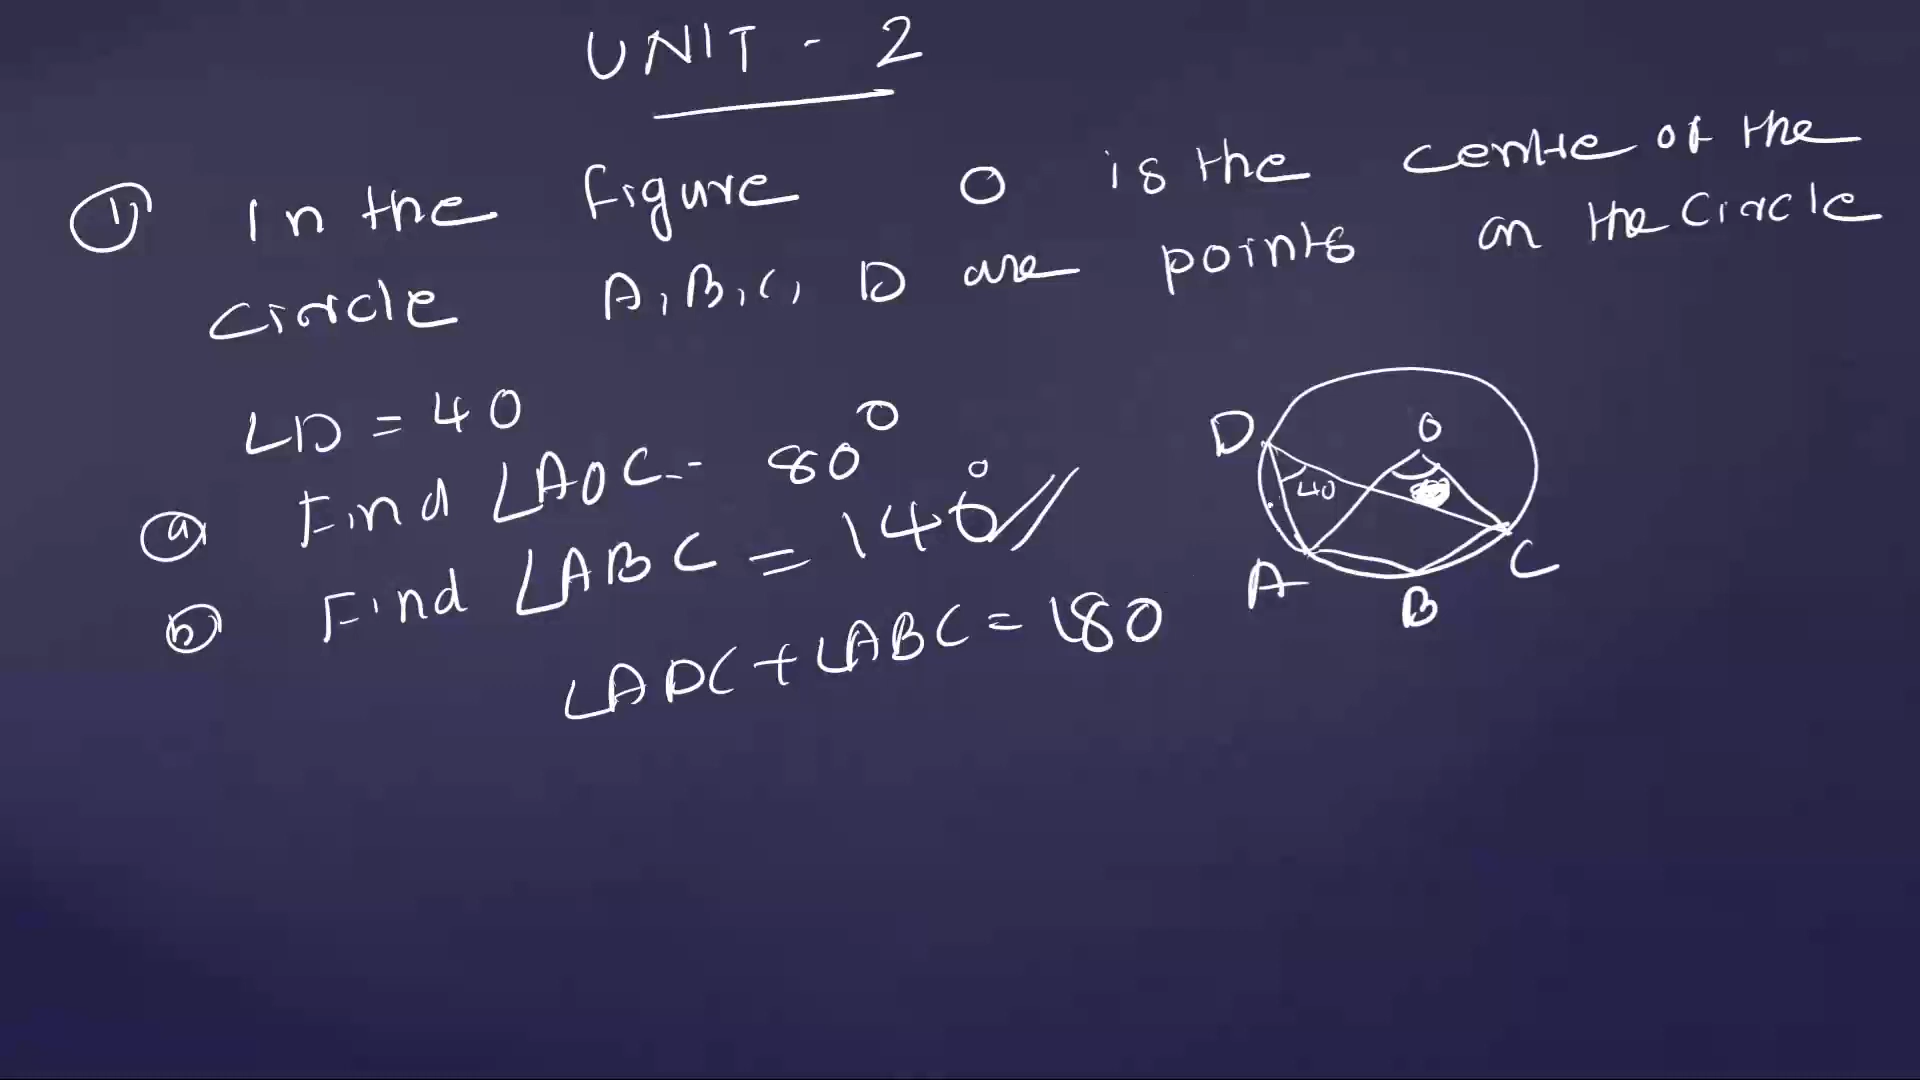 UNIT - 2
1) In the figure O is the centre of the
circle A, B, C, D are points on the circle
∠D = 40
a) Find ∠AOC = 80°
b) Find ∠ABC = 140°
∠ADC + ∠ABC = 180
D
O
40
A
B
C